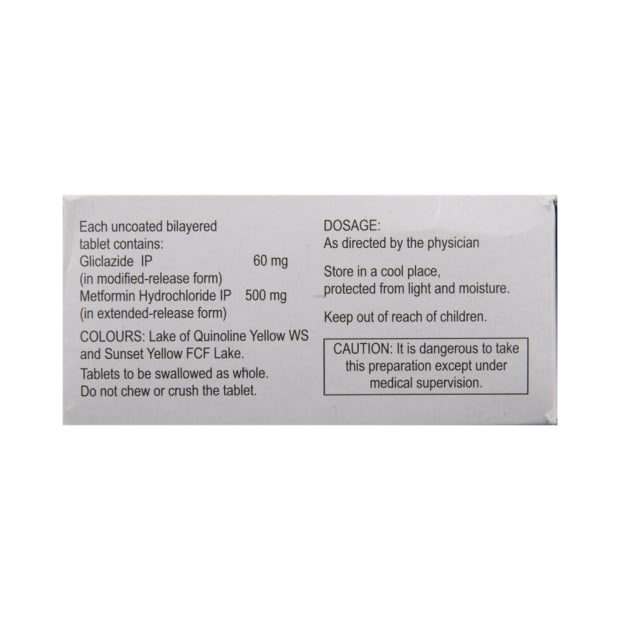 Each uncoated bilayered
tablet contains:
Gliclazide IP 60 mg
(in modified-release form)
Metformin Hydrochloride IP 500 mg
(in extended-release form)
COLOURS: Lake of Quinoline Yellow WS
and Sunset Yellow FCF Lake.
Tablets to be swallowed as whole.
Do not chew or crush the tablet.
DOSAGE:
As directed by the physician
Store in a cool place,
protected from light and moisture.
Keep out of reach of children.
CAUTION: It is dangerous to take
this preparation except under
medical supervision.